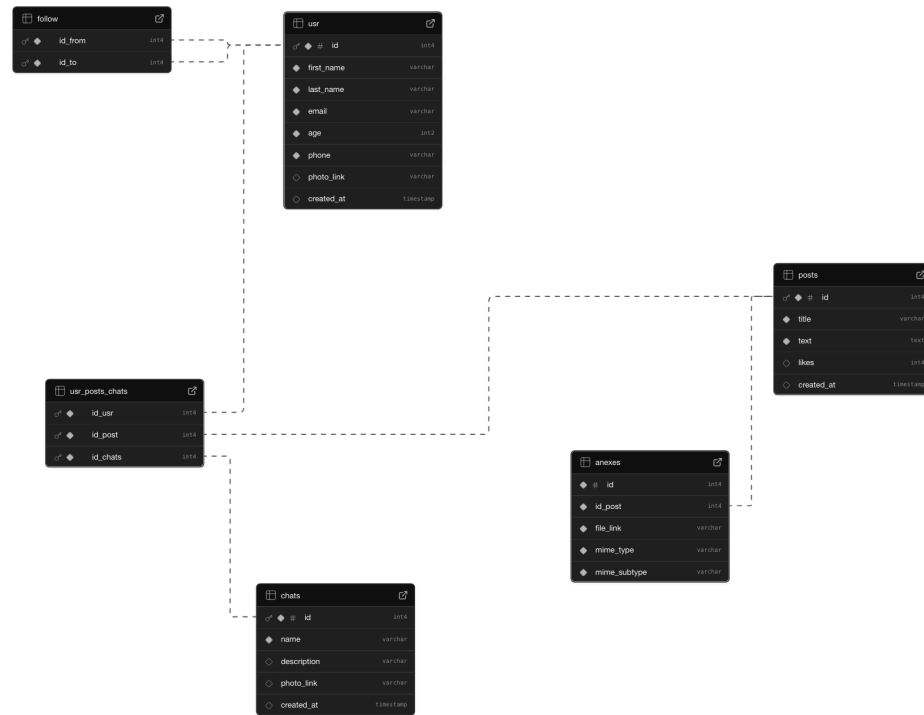 follow
id_from int4
id_to int4
usr
# id int4
first_name varchar
last_name varchar
email varchar
age int2
phone varchar
photo_link varchar
created_at timestamp
posts
# id int4
title varchar
text text
likes int4
created_at timestamp
usr_posts_chats
id_usr int4
id_post int4
id_chats int4
anexes
# id int4
id_post int4
file_link varchar
mime_type varchar
mime_subtype varchar
chats
# id int4
name varchar
description varchar
photo_link varchar
created_at timestamp